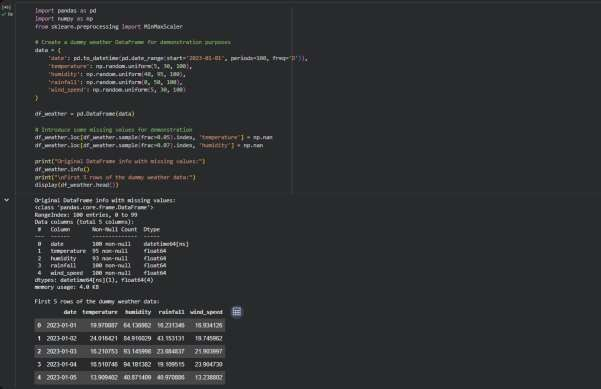 import pandas as pd
import numpy as np
from sklearn.preprocessing import MinMaxScaler
# Create a dummy weather DataFrame for demonstration purposes
data = {
'date': pd.to_datetime(pd.date_range(start='2023-01-01', periods=100, freq='D')),
'temperature': np.random.uniform(5, 30, 100),
'humidity': np.random.uniform(40, 95, 100),
'rainfall': np.random.uniform(0, 50, 100),
'wind_speed': np.random.uniform(5, 30, 100)
}
df_weather = pd.DataFrame(data)
# Introduce some missing values for demonstration
df_weather.loc[df_weather.sample(frac=0.05).index, 'temperature'] = np.nan
df_weather.loc[df_weather.sample(frac=0.07).index, 'humidity'] = np.nan
print("Original DataFrame info with missing values:")
df_weather.info()
print("\nFirst 5 rows of the dummy weather data:")
display(df_weather.head())
Original DataFrame info with missing values:
<class 'pandas.core.frame.DataFrame'>
RangeIndex: 100 entries, 0 to 99
Data columns (total 5 columns):
# Column Non-Null Count Dtype
--- ------ -------------- -----
0 date 100 non-null datetime64[ns]
1 temperature 95 non-null float64
2 humidity 93 non-null float64
3 rainfall 100 non-null float64
4 wind_speed 100 non-null float64
dtypes: datetime64[ns](1), float64(4)
memory usage: 4.0 KB
First 5 rows of the dummy weather data:
date temperature humidity rainfall wind_speed
0 2023-01-01 19.970887 64.136982 16.231346 16.934126
1 2023-01-02 24.016421 84.916029 43.153131 19.745962
2 2023-01-03 16.210753 93.145998 23.084837 21.903997
3 2023-01-04 16.510746 94.181382 19.109515 23.904730
4 2023-01-05 13.909402 40.871409 40.970886 13.238802